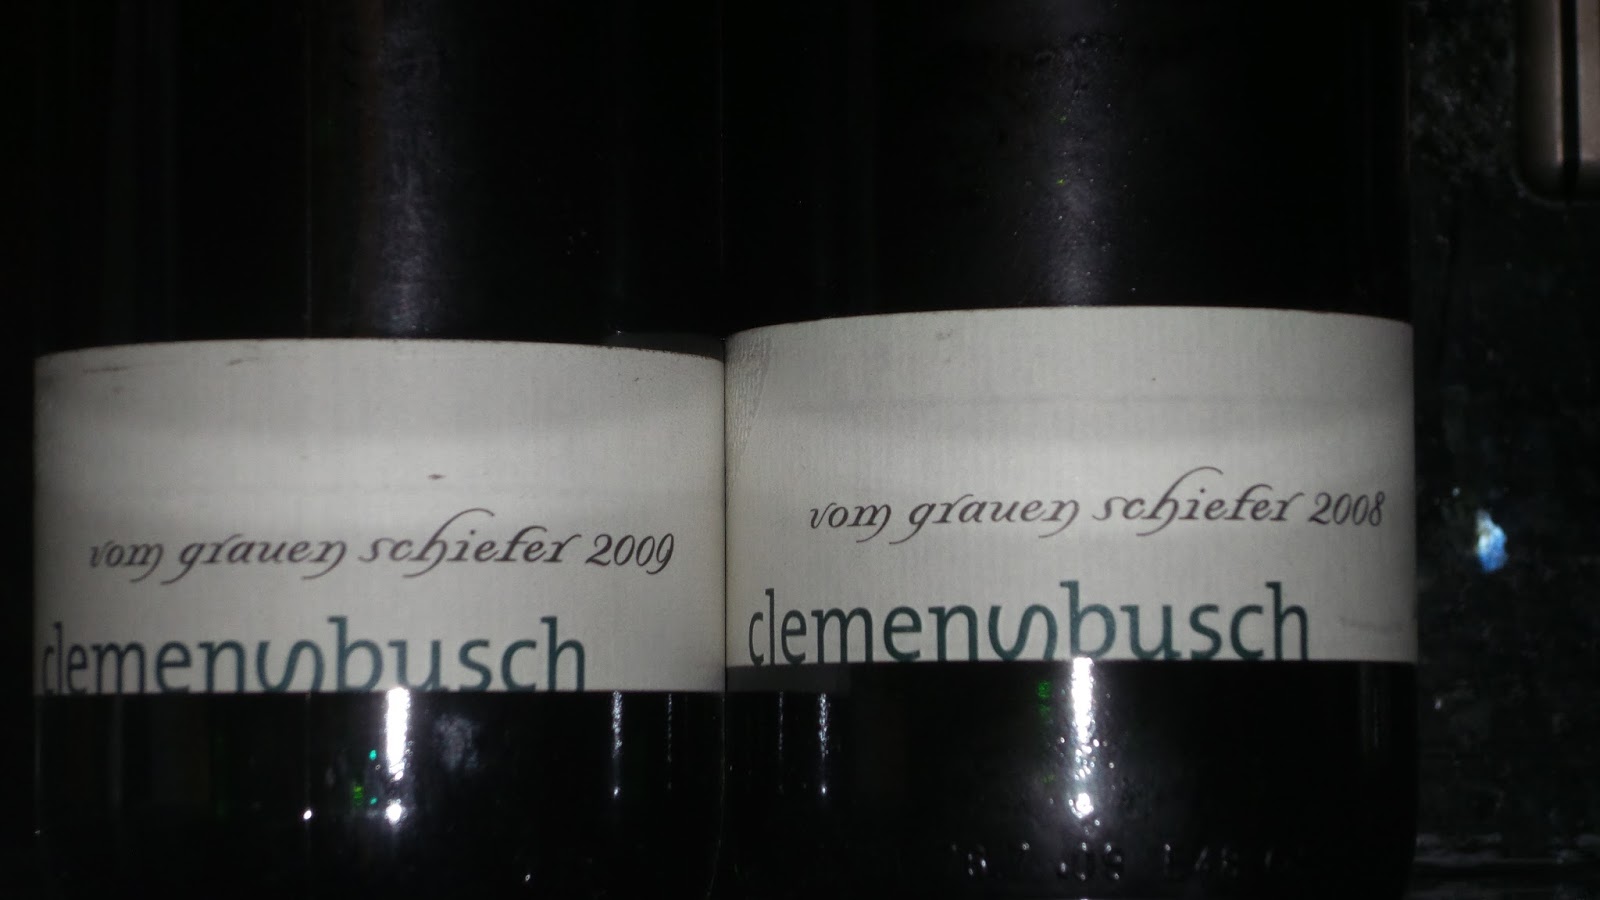 vom grauen schiefer 2009
clemensbusch
vom grauen schiefer 2008
clemensbusch